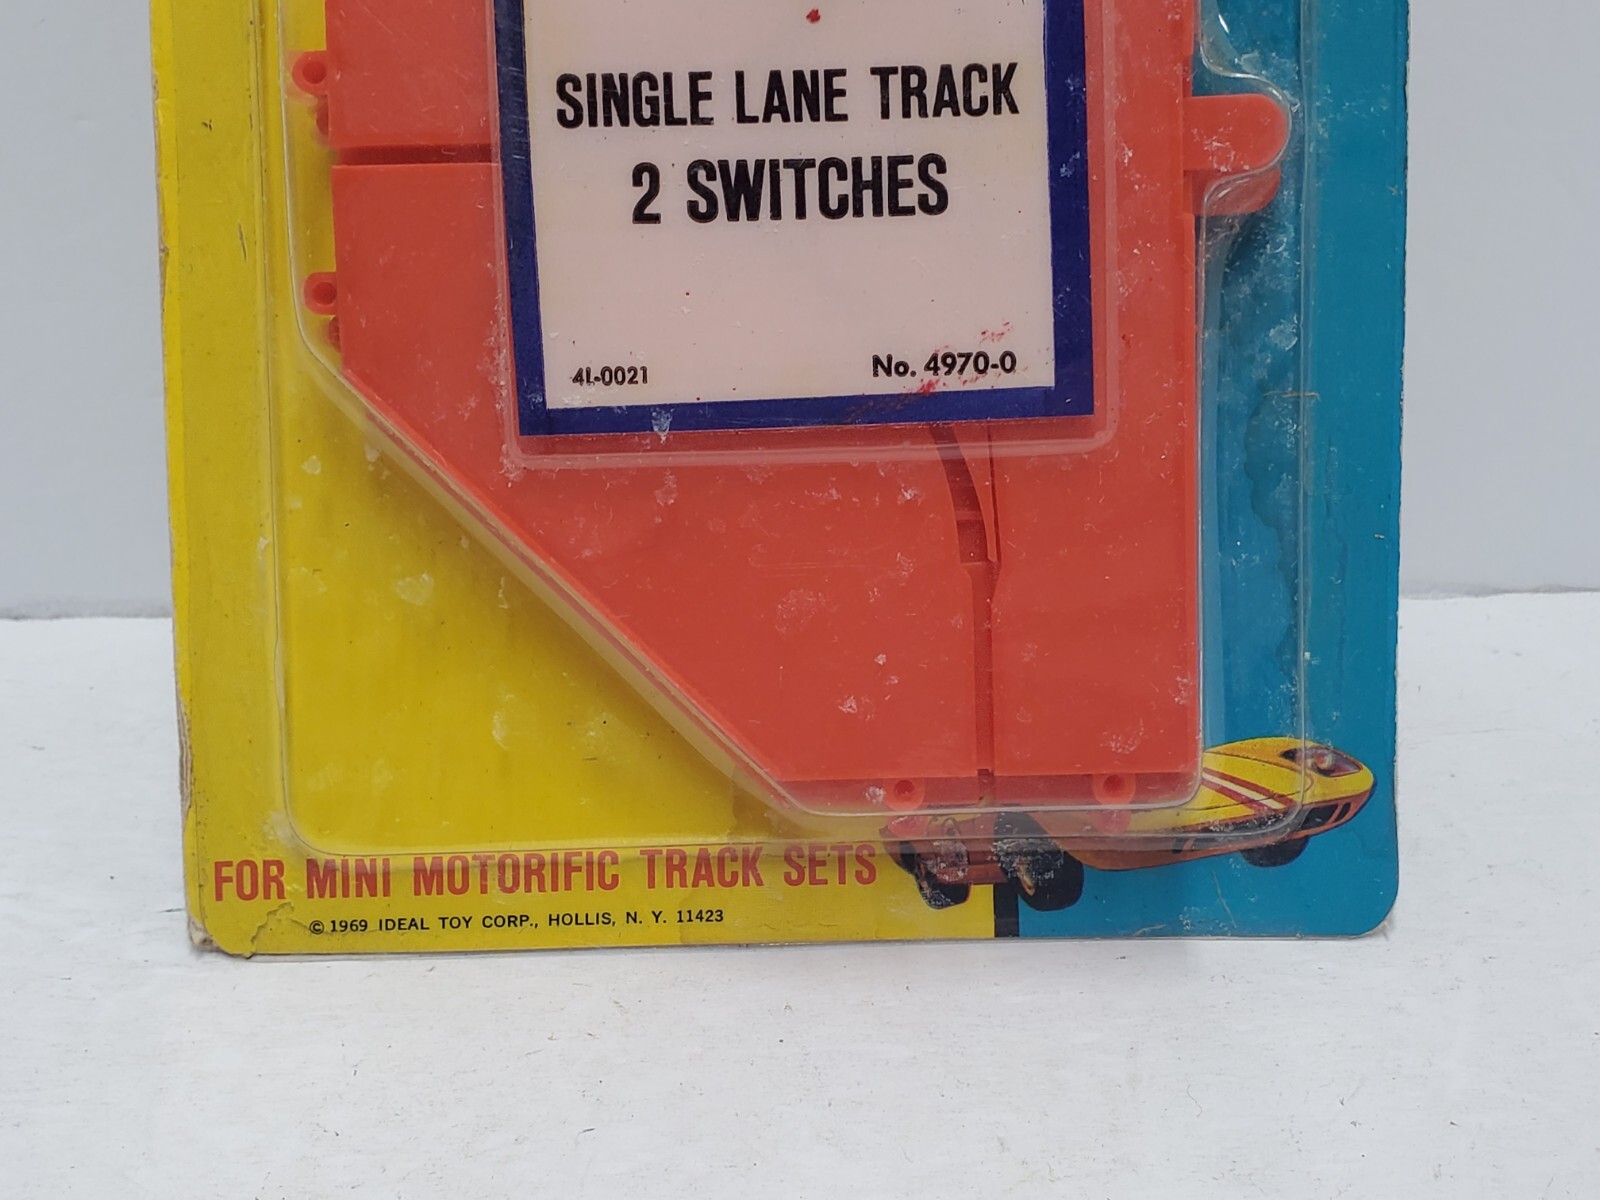 SINGLE LANE TRACK
2 SWITCHES
4L-0021
No. 4970-0
FOR MINI MOTORIFIC TRACK SETS
© 1969 IDEAL TOY CORP., HOLLIS, N. Y. 11423